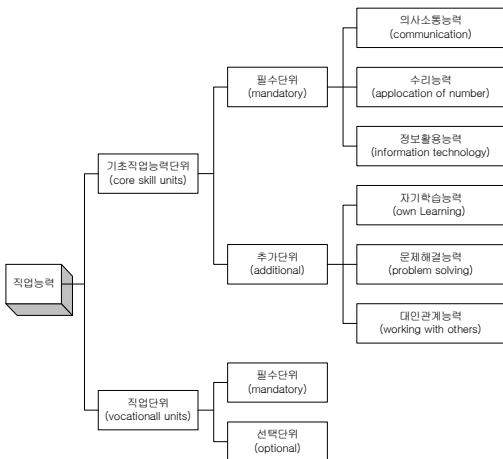 의사소통능력
(communication)
필수단위
(mandatory)
수리능력
(applocation of number)
정보활용능력
(information technology)
기초직업능력단위
(core skill units)
자기학습능력
(own Learning)
추가단위
(additional)
문제해결능력
(problem solving)
직업능력
대인관계능력
(working with others)
필수단위
(mandatory)
직업단위
(vocationall units)
선택단위
(optional)